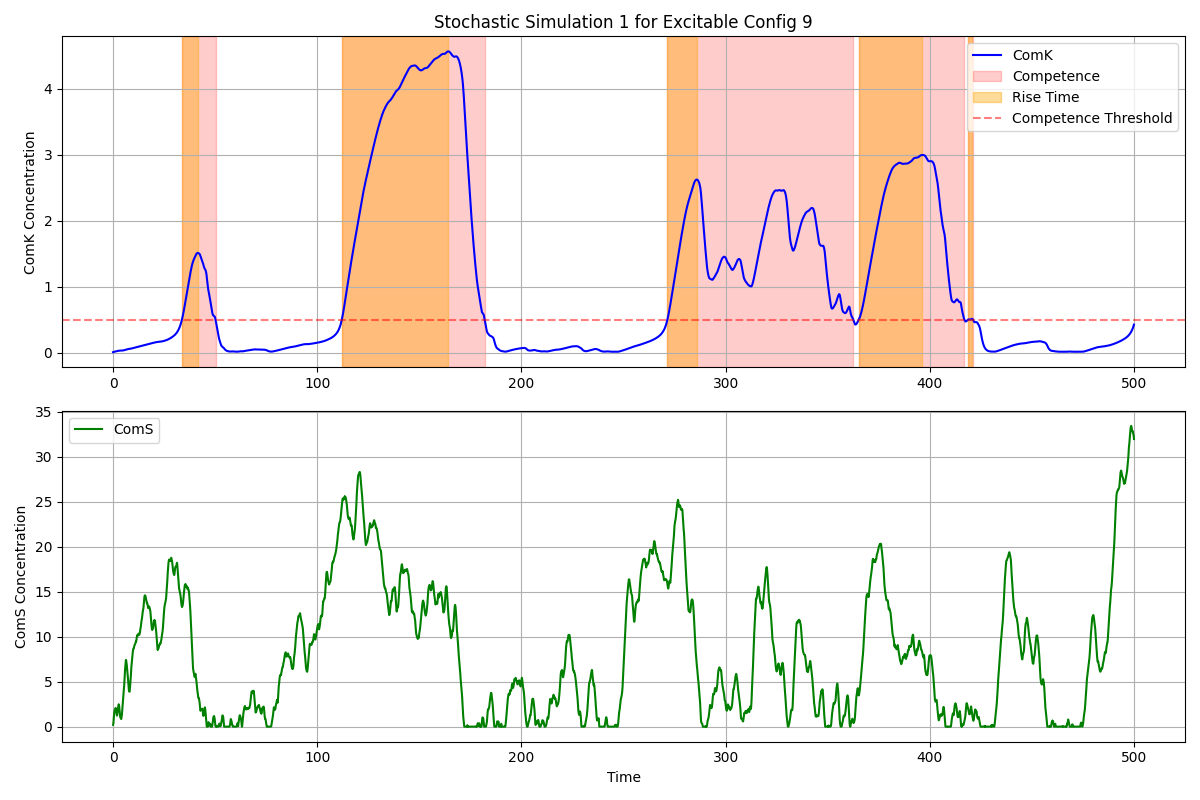 Stochastic Simulation 1 for Excitable Config 9
ComK Concentration
4
3
2
1
0
ComK
Competence
Rise Time
Competence Threshold
0 100 200 300 400 500
ComS Concentration
35
30
25
20
15
10
5
0
ComS
0 100 200 300 400 500
Time